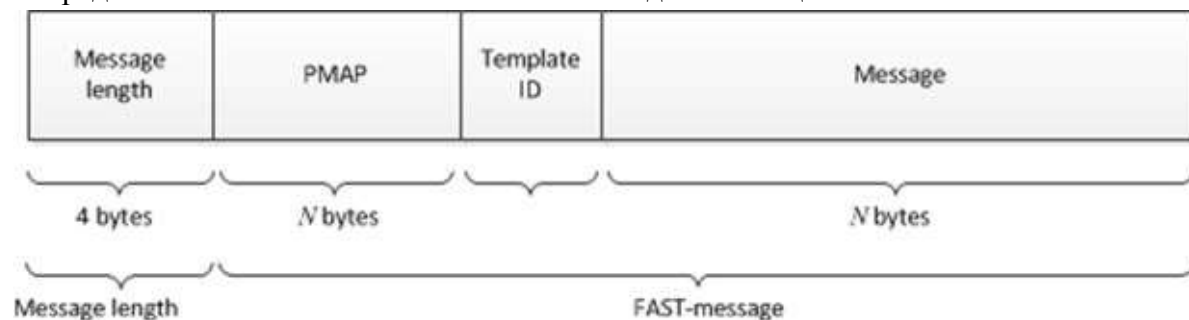 Message length
PMAP
Template ID
Message
4 bytes
N bytes
N bytes
Message length
FAST-message